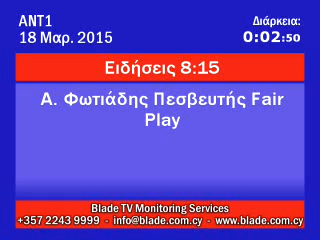 ANT1
Διάρκεια:
18 Μαρ. 2015
0:02:50
Ειδήσεις 8:15
Α. Φωτιάδης Πεσβευτής Fair
Play
Blade TV Monitoring Services
+357 2243 9999 - info@blade.com.cy - www.blade.com.cy